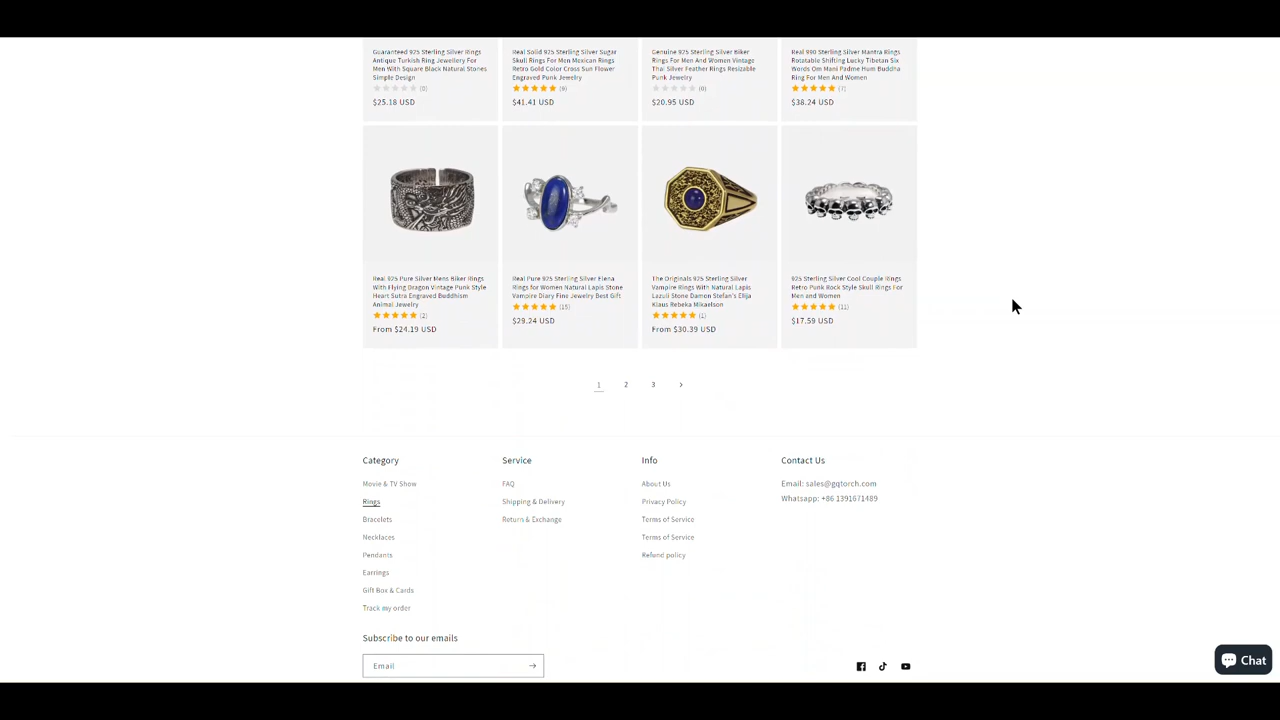 Guaranteed 925 Sterling Silver Rings
Antique Turkish Ring Jewellery For
Men With Square Black Natural Stones
Simple Design
(0)
$25.18 USD
Real Solid 925 Sterling Silver Sugar
Skull Rings For Men Mexican Rings
Retro Gold Color Cross Sun Flower
Engraved Punk Jewelry
(6)
$41.41 USD
Genuine 925 Sterling Silver Biker
Rings For Men And Women Vintage
Thai Silver Feather Rings Resizable
Punk Jewelry
(0)
$20.95 USD
Real 990 Sterling Silver Mantra Rings
Rotatable Shifting Lucky Tibetan Six
Words Om Mani Padme Hum Buddha
Ring For Men And Women
(7)
$38.24 USD
Real 925 Pure Silver Mens Biker Rings
With Flying Dragon Vintage Punk Style
Heart Sutra Engraved Buddhism
Animal Jewelry
(2)
From $24.19 USD
Real Pure 925 Sterling Silver Elena
Rings for Women Natural Lapis Stone
Vampire Diary Fine Jewelry Best Gift
(15)
$29.24 USD
The Originals 925 Sterling Silver
Vampire Rings With Natural Lapis
Lazuli Stone Damon Stefan's Elija
Klaus Rebeka Mikaelson
(1)
From $30.39 USD
925 Sterling Silver Cool Couple Rings
Retro Punk Rock Style Skull Rings For
Men and Women
(11)
$17.59 USD
1 2 3
Category
Movie & TV Show
Rings
Bracelets
Necklaces
Pendants
Earrings
Gift Box & Cards
Track my order
Service
FAQ
Shipping & Delivery
Return & Exchange
Info
About Us
Privacy Policy
Terms of Service
Terms of Service
Refund policy
Contact Us
Email: sales@gqtorch.com
Whatsapp: +86 1391671489
Subscribe to our emails
Email
Chat